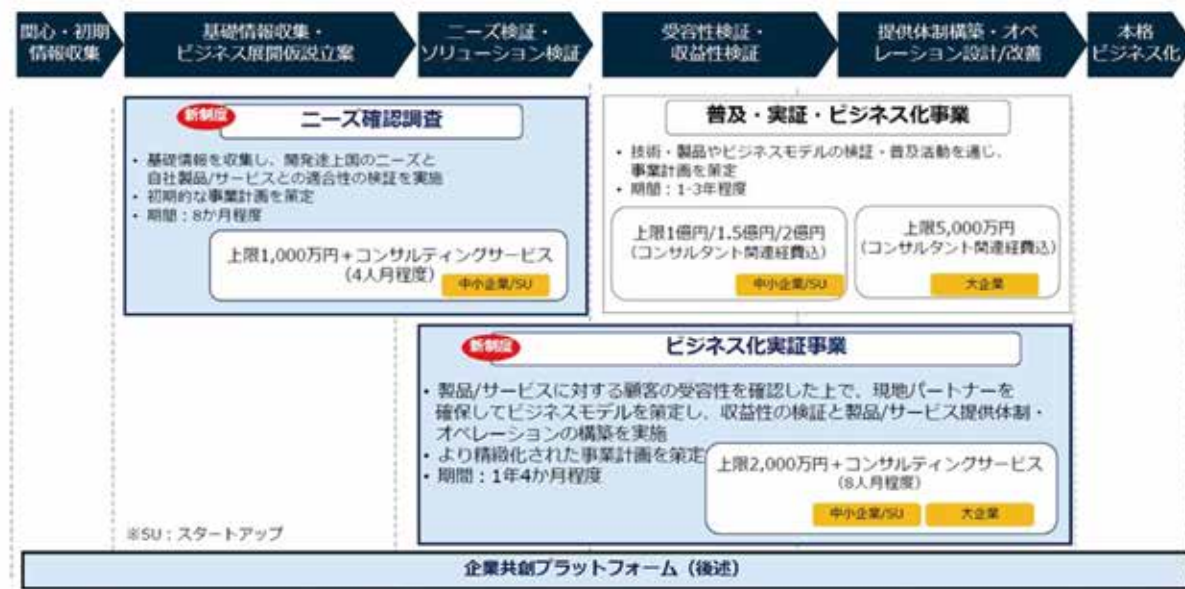 関心・初期
情報収集
基礎情報収集・
ビジネス展開仮説立案
ニーズ検証・
ソリューション検証
受容性検証・
収益性検証
提供体制構築・オペ
レーション設計/改善
本格
ビジネス化
新制度
ニーズ確認調査
・基礎情報を収集し、開発途上国のニーズと
自社製品/サービスとの適合性の検証を実施
・初期的な事業計画を策定
・期間：8か月程度
上限1,000万円+コンサルティングサービス
(4人月程度)
中小企業/SU
普及・実証・ビジネス化事業
・技術・製品やビジネスモデルの検証・普及活動を通じ、
事業計画を策定
・期間：1-3年程度
上限1億円/1.5億円/2億円
(コンサルタント関連経費込)
中小企業/SU
上限5,000万円
(コンサルタント関連経費込)
大企業
新制度
ビジネス化実証事業
・製品/サービスに対する顧客の受容性を確認した上で、現地パートナーを
確保してビジネスモデルを策定し、収益性の検証と製品/サービス提供体制・
オペレーションの構築を実施
・より精緻化された事業計画を策定
・期間：1年4か月程度
上限2,000万円+コンサルティングサービス
(8人月程度)
中小企業/SU
大企業
※SU：スタートアップ
企業共創プラットフォーム（後述）